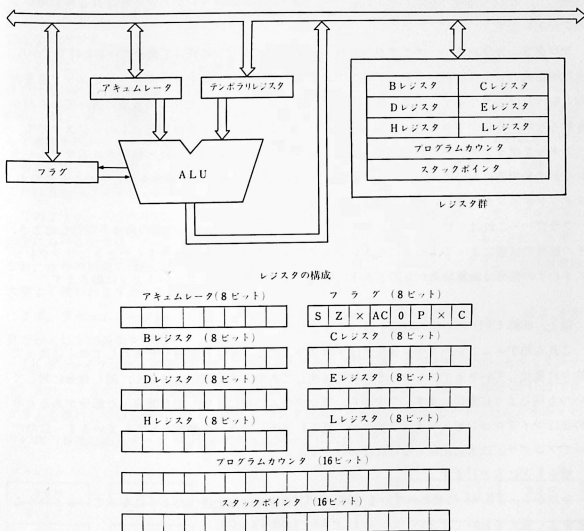 アキュムレータ テンポラリレジスタ
Bレジスタ Cレジスタ
Dレジスタ Eレジスタ
Hレジスタ Lレジスタ
プログラムカウンタ
スタックポインタ
フラグ
ALU
レジスタ群
レジスタの構成
アキュムレータ(8ビット) フラグ (8ビット)
S Z × AC 0 P × C
Bレジスタ (8ビット) Cレジスタ (8ビット)
Dレジスタ (8ビット) Eレジスタ (8ビット)
Hレジスタ (8ビット) Lレジスタ (8ビット)
プログラムカウンタ (16ビット)
スタックポインタ (16ビット)